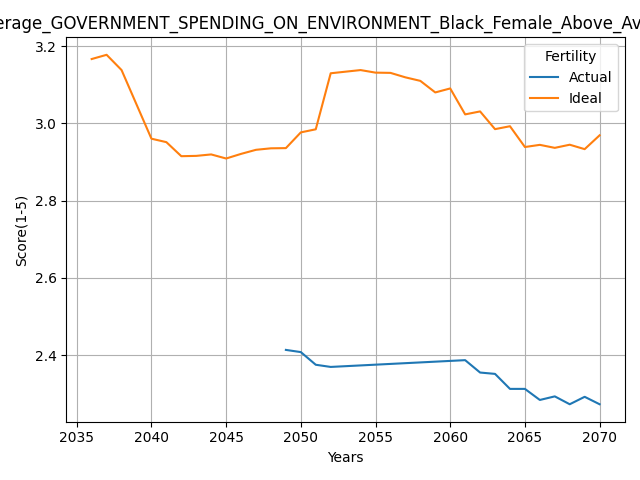 erage_GOVERNMENT_SPENDING_ON_ENVIRONMENT_Black_Female_Above_Av
3.2
3.0
2.8
2.6
2.4
Score(1-5)
Fertility
Actual
Ideal
2035
2040
2045
2050
2055
2060
2065
2070
Years